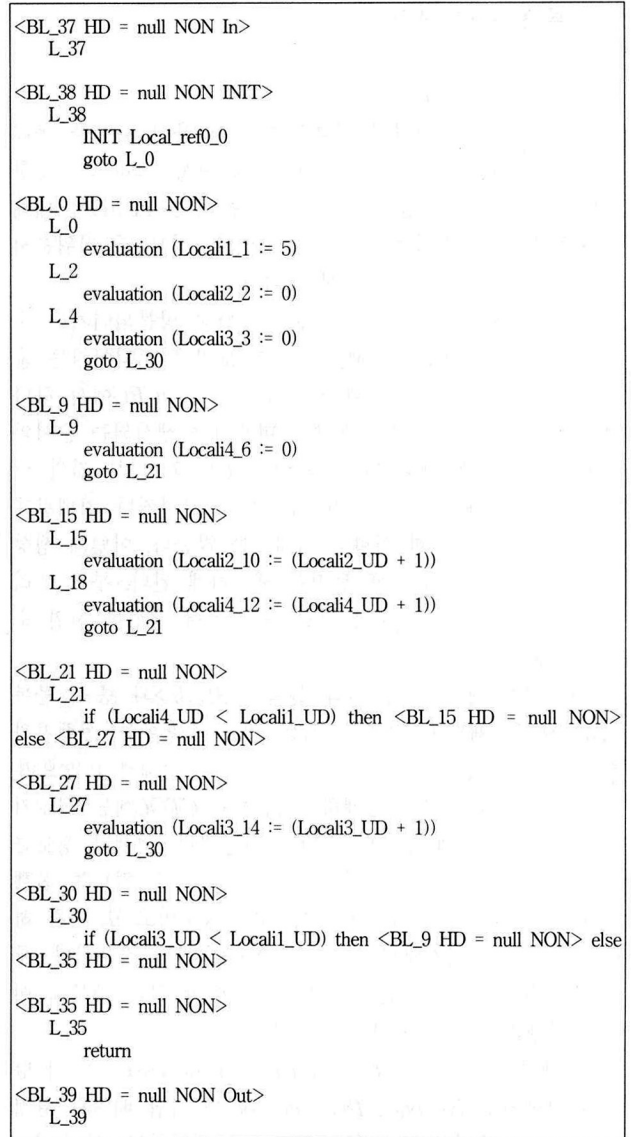 <BL_37 HD = null NON In>
L_37
<BL_38 HD = null NON INIT>
L_38
INIT Local_ref0_0
goto L_0
<BL_0 HD = null NON>
L_0
evaluation (Locali1_1 := 5)
L_2
evaluation (Locali2_2 := 0)
L_4
evaluation (Locali3_3 := 0)
goto L_30
<BL_9 HD = null NON>
L_9
evaluation (Locali4_6 := 0)
goto L_21
<BL_15 HD = null NON>
L_15
evaluation (Locali2_10 := (Locali2_UD + 1))
L_18
evaluation (Locali4_12 := (Locali4_UD + 1))
goto L_21
<BL_21 HD = null NON>
L_21
if (Locali4_UD < Locali1_UD) then <BL_15 HD = null NON>
else <BL_27 HD = null NON>
<BL_27 HD = null NON>
L_27
evaluation (Locali3_14 := (Locali3_UD + 1))
goto L_30
<BL_30 HD = null NON>
L_30
if (Locali3_UD < Locali1_UD) then <BL_9 HD = null NON> else
<BL_35 HD = null NON>
<BL_35 HD = null NON>
L_35
return
<BL_39 HD = null NON Out>
L_39